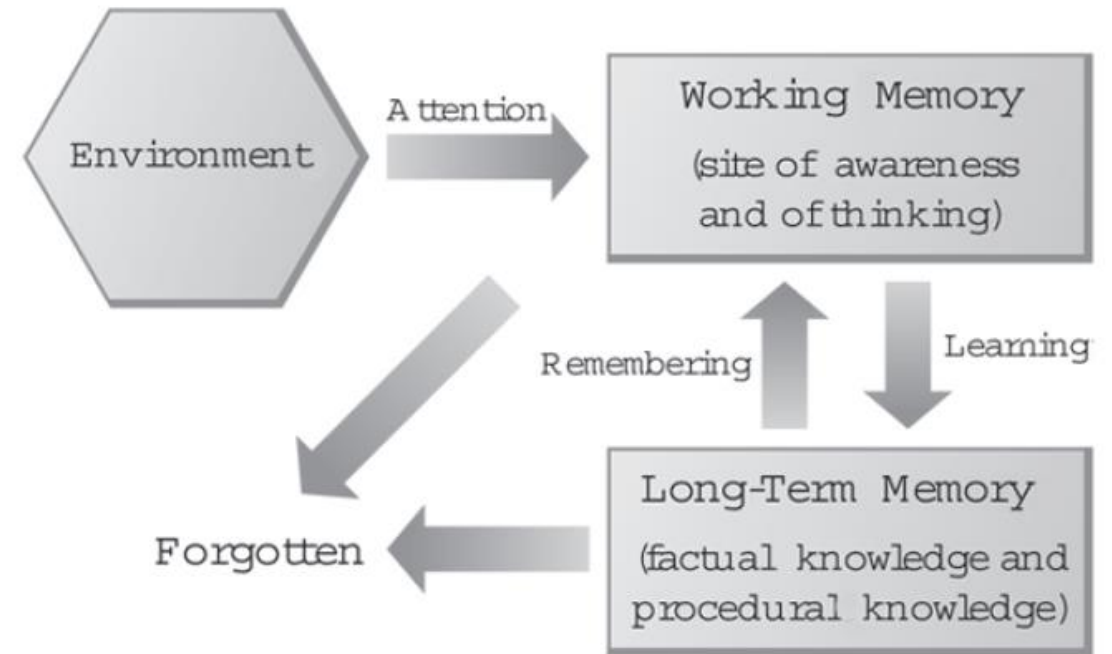 Environment
Attention
Working Memory
(site of awareness
and of thinking)
Remembering
Learning
Forgotten
Long-Term Memory
(factual knowledge and
procedural knowledge)